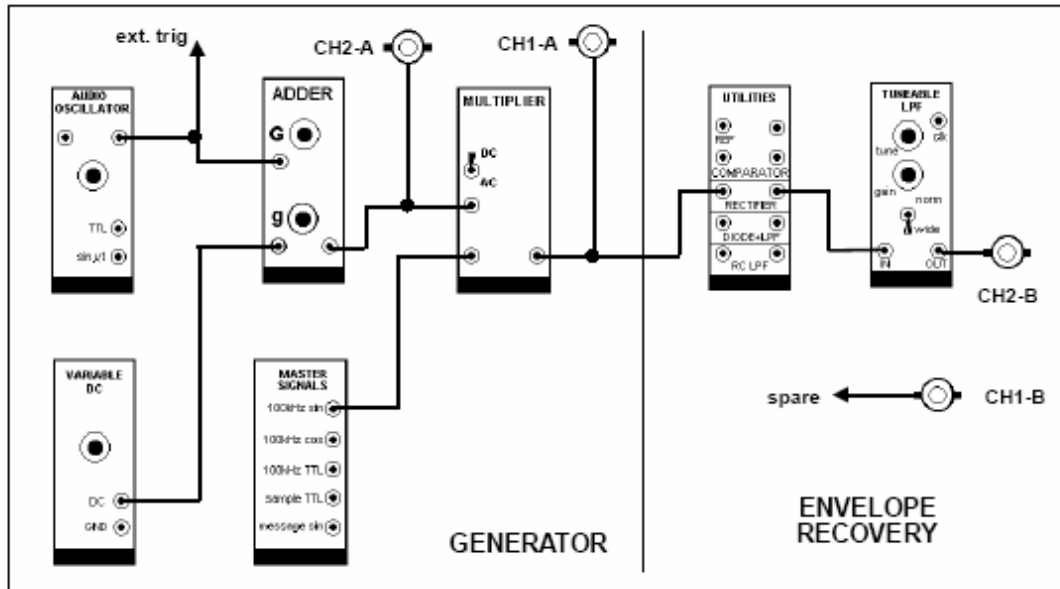 ext. trig
CH2-A
CH1-A
AUDIO
OSCILLATOR
TTL
ADDER
G
g
MULTIPLIER
DC
AC
UTILITIES
REF
COMPARATOR
RECTIFIER
DIODE+LPF
RC LPF
TUNEABLE
LPF
clk
tune
gain
norm
wide
IN
OUT
CH2-B
VARIABLE
DC
DC
GND
MASTER
SIGNALS
100kHz sin
100kHz cos
100kHz TTL
sample TTL
message sin
GENERATOR
spare
CH1-B
ENVELOPE
RECOVERY